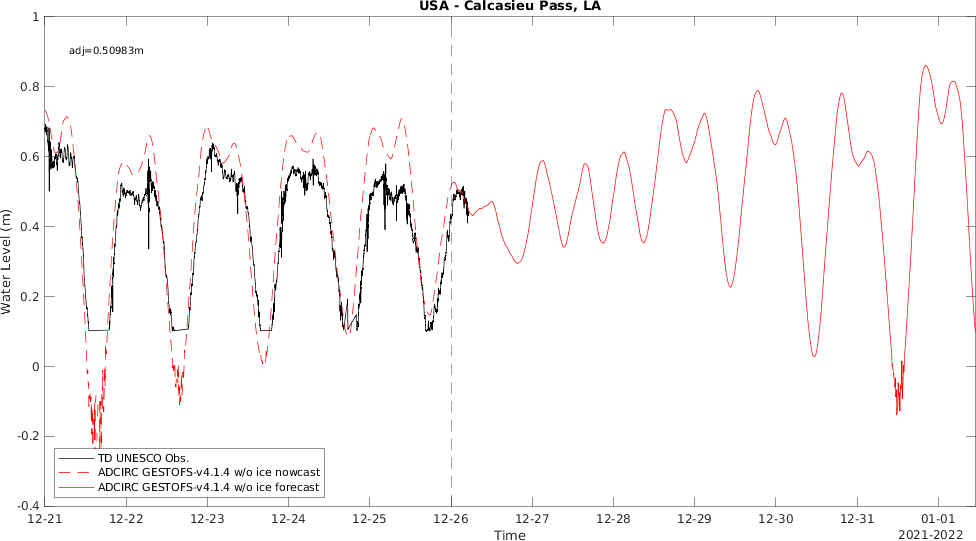 USA - Calcasieu Pass, LA
adj=0.50983m
Water Level (m)
1
0.8
0.6
0.4
0.2
0
-0.2
-0.4
TD UNESCO Obs.
ADCIRC GESTOFS-v4.1.4 w/o ice nowcast
ADCIRC GESTOFS-v4.1.4 w/o ice forecast
12-21 12-22 12-23 12-24 12-25 12-26 12-27 12-28 12-29 12-30 12-31 01-01
Time
2021-2022